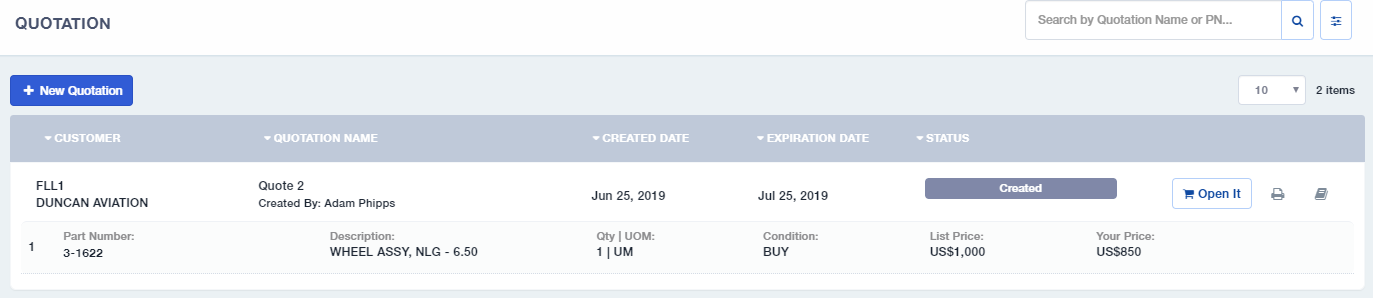 QUOTATION
Search by Quotation Name or PN...
New Quotation
10
2 items
CUSTOMER QUOTATION NAME CREATED DATE EXPIRATION DATE STATUS
FLL1
DUNCAN AVIATION
Quote 2
Created By: Adam Phipps
Jun 25, 2019
Jul 25, 2019
Created
Open It
1
Part Number: Description: Qty | UOM: Condition: List Price: Your Price:
3-1622 WHEEL ASSY, NLG - 6.50 1 | UM BUY US$1,000 US$850